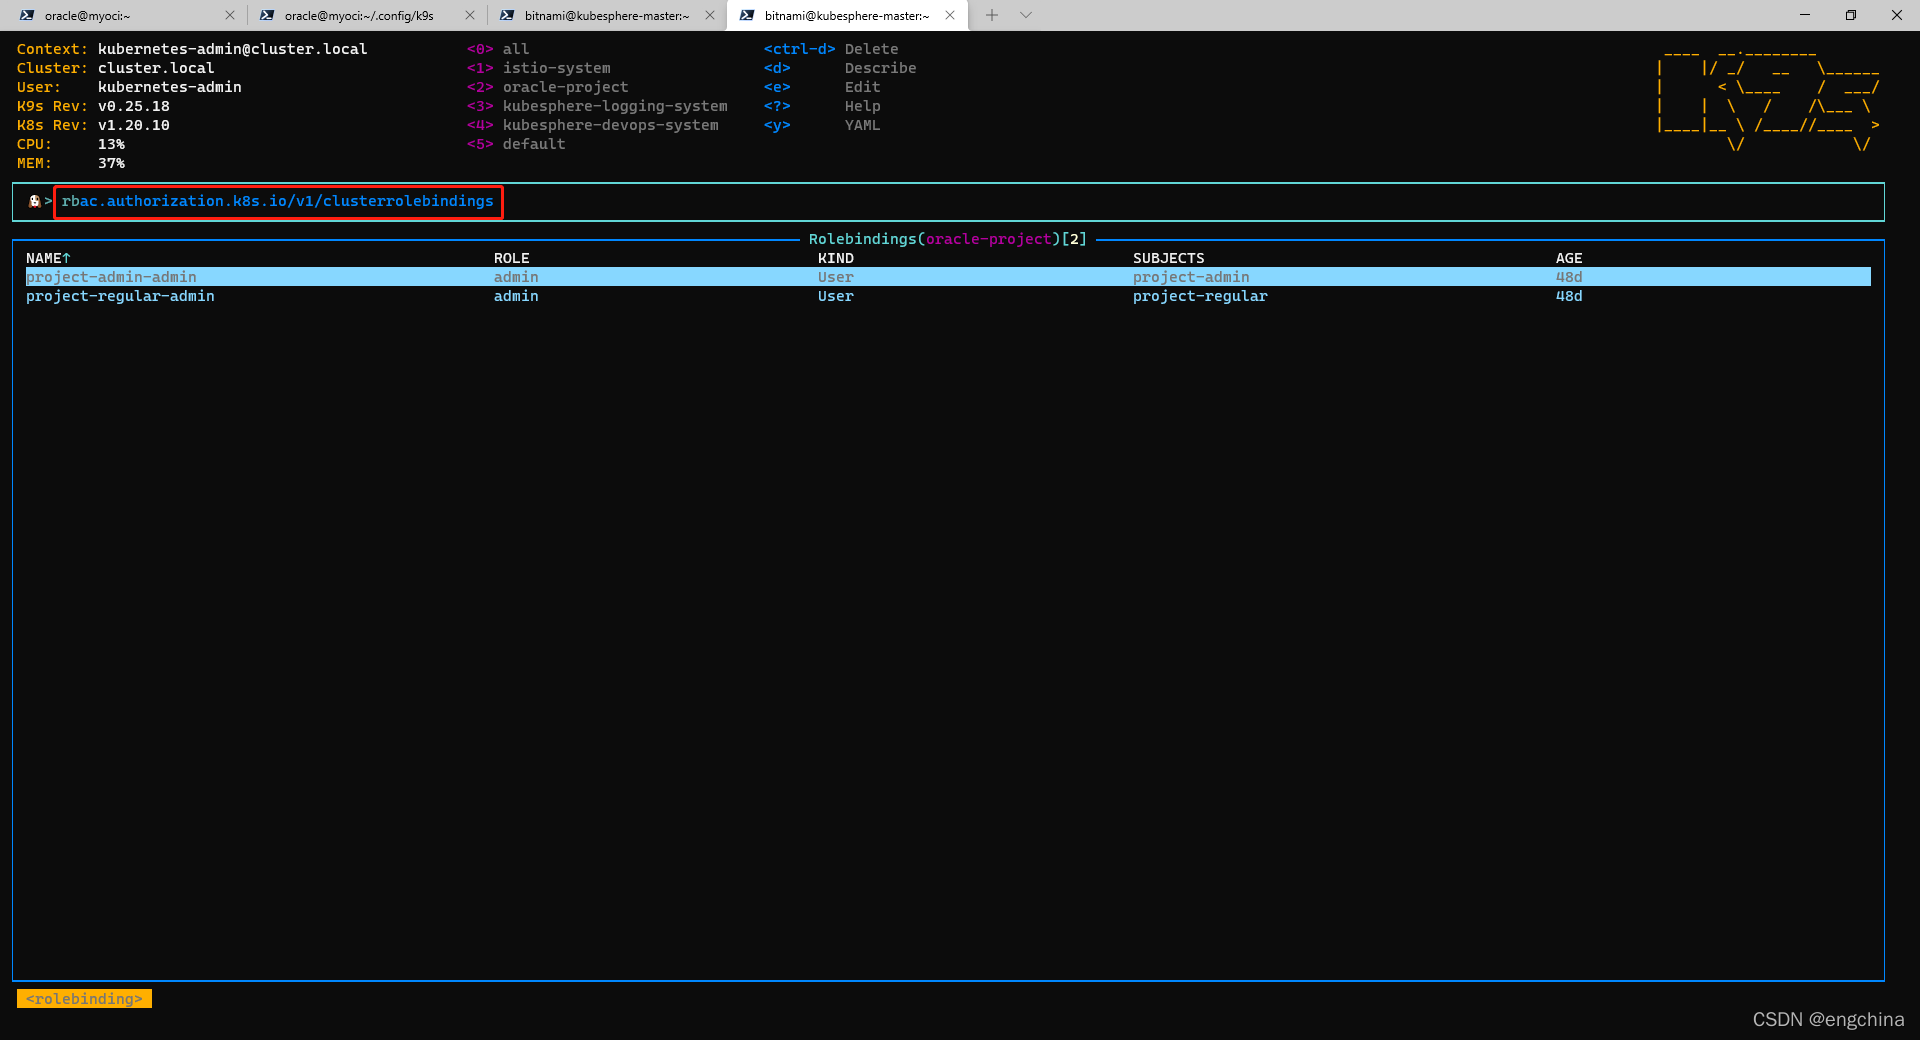 oracle@myoci:~
oracle@myoci:~/.config/k9s
bitnami@kubesphere-master:~
bitnami@kubesphere-master:~
Context: kubernetes-admin@cluster.local <0> all <ctrl-d> Delete
Cluster: cluster.local <1> istio-system <d> Describe
User: kubernetes-admin <2> oracle-project <e> Edit
K9s Rev: v0.25.18 <3> kubesphere-logging-system <?> Help
K8s Rev: v1.20.10 <4> kubesphere-devops-system <y> YAML
CPU: 13% <5> default
MEM: 37%
> rbac.authorization.k8s.io/v1/clusterrolebindings
Rolebindings(oracle-project)[2]
NAME↑ ROLE KIND SUBJECTS AGE
project-admin-admin admin User project-admin 48d
project-regular-admin admin User project-regular 48d
<rolebinding>
CSDN @engchina